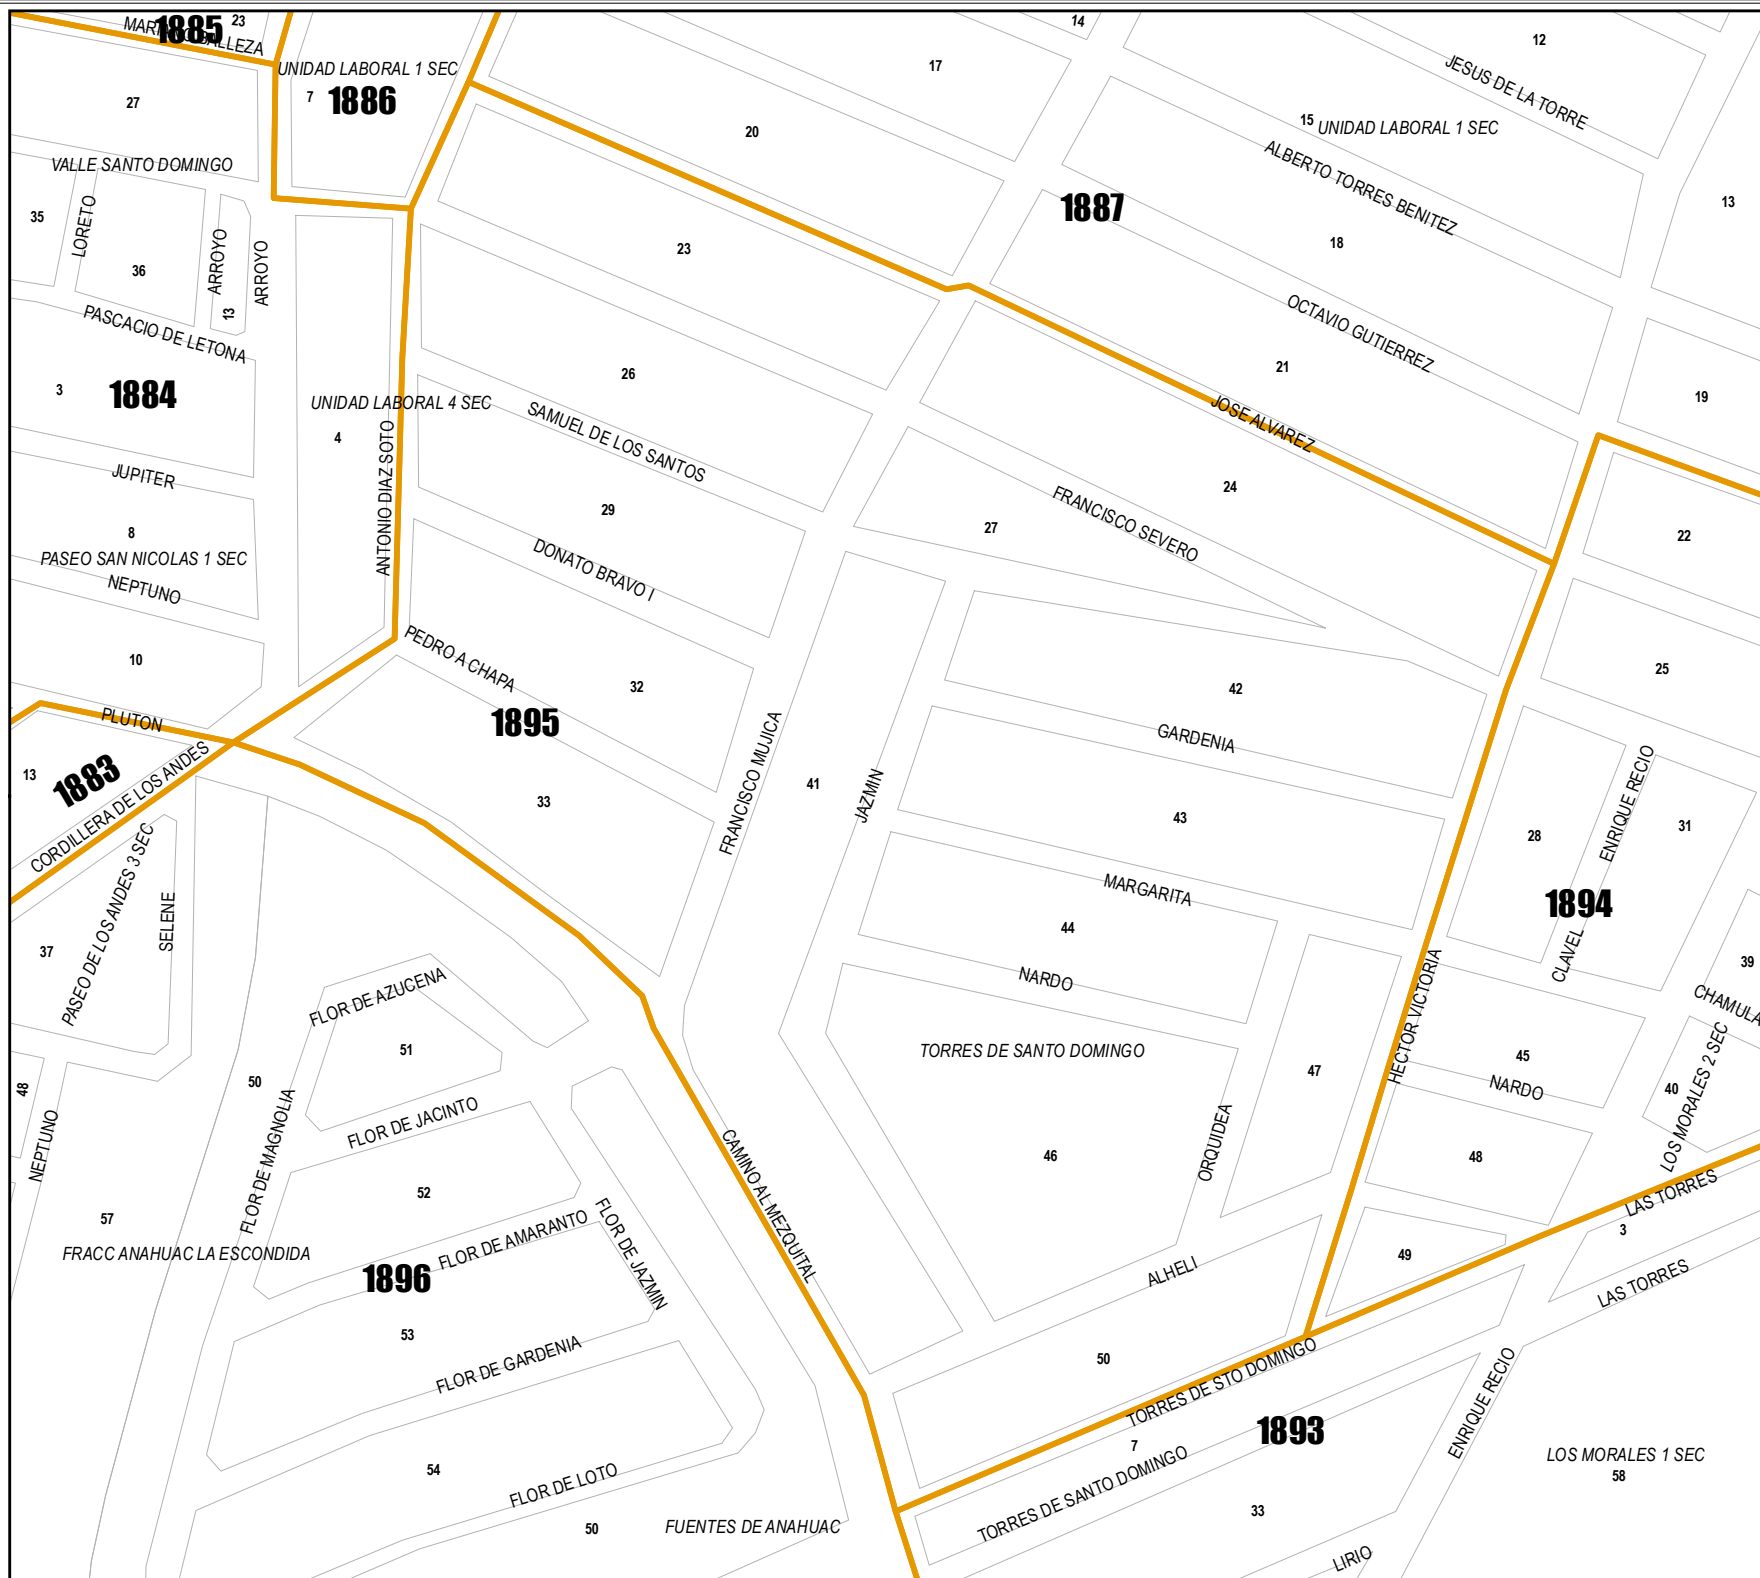 MARIANO BALLEZA
1885
23
14
12
17
UNIDAD LABORAL 1 SEC
JESUS DE LA TORRE
7
1886
27
20
15
UNIDAD LABORAL 1 SEC
VALLE SANTO DOMINGO
ALBERTO TORRES BENITEZ
1887
13
35
LORETO
36
ARROYO
13
ARROYO
23
18
PASCACIO DE LETONA
OCTAVIO GUTIERREZ
3
1884
26
21
19
UNIDAD LABORAL 4 SEC
4
ANTONIO DIAZ SOTO
SAMUEL DE LOS SANTOS
JOSE ALVAREZ
JUPITER
24
8
29
27
FRANCISCO SEVERO
22
PASEO SAN NICOLAS 1 SEC
NEPTUNO
DONATO BRAVO I
10
PEDRO A CHAPA
32
42
25
PLUTON
1895
GARDENIA
13
1883
CORDILLERA DE LOS ANDES
33
FRANCISCO MUJICA
41
JAZMIN
43
28
ENRIQUE RECIO
31
PASEO DE LOS ANDES 3 SEC
SELENE
MARGARITA
1894
37
44
CLAVEL
39
NARDO
HECTOR VICTORIA
CHAMULA
FLOR DE AZUCENA
51
TORRES DE SANTO DOMINGO
47
45
NARDO
40
LOS MORALES 2 SEC
48
50
NEPTUNO
FLOR DE MAGNOLIA
FLOR DE JACINTO
CAMINO AL MEZQUITAL
46
ORQUIDEA
48
52
LAS TORRES
57
FLOR DE AMARANTO
FLOR DE JAZMIN
3
FRACC ANAHUAC LA ESCONDIDA
1896
ALHELI
49
LAS TORRES
53
FLOR DE GARDENIA
50
TORRES DE STO DOMINGO
ENRIQUE RECIO
1893
7
54
TORRES DE SANTO DOMINGO
LOS MORALES 1 SEC
58
FLOR DE LOTO
33
50
FUENTES DE ANAHUAC
LIRIO